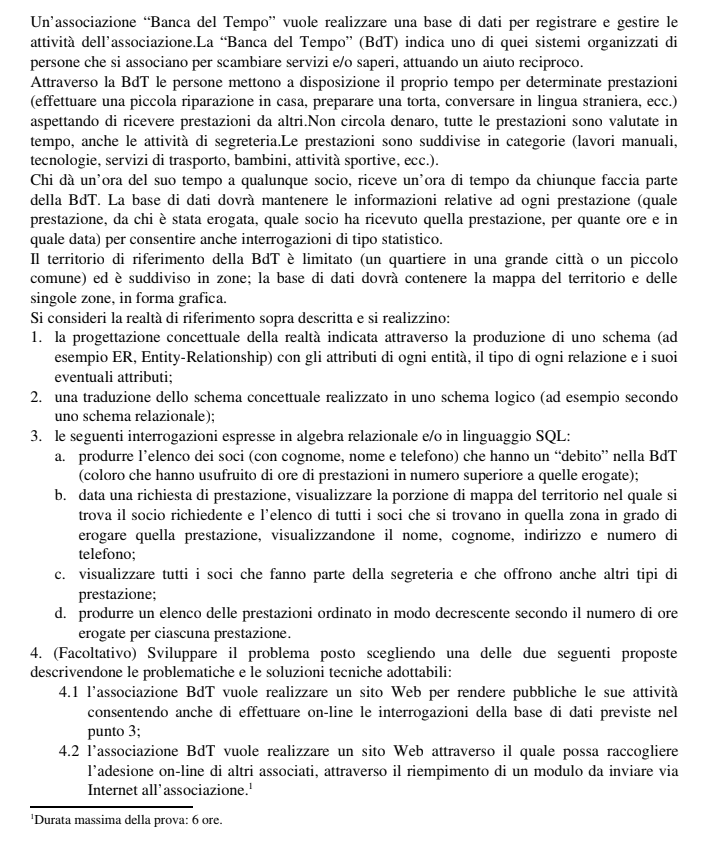 Un’associazione “Banca del Tempo” vuole realizzare una base di dati per registrare e gestire le
attività dell’associazione.La “Banca del Tempo” (BdT) indica uno di quei sistemi organizzati di
persone che si associano per scambiare servizi e/o saperi, attuando un aiuto reciproco.
Attraverso la BdT le persone mettono a disposizione il proprio tempo per determinate prestazioni
(effettuare una piccola riparazione in casa, preparare una torta, conversare in lingua straniera, ecc.)
aspettando di ricevere prestazioni da altri.Non circola denaro, tutte le prestazioni sono valutate in
tempo, anche le attività di segreteria.Le prestazioni sono suddivise in categorie (lavori manuali,
tecnologie, servizi di trasporto, bambini, attività sportive, ecc.).
Chi dà un’ora del suo tempo a qualunque socio, riceve un’ora di tempo da chiunque faccia parte
della BdT. La base di dati dovrà mantenere le informazioni relative ad ogni prestazione (quale
prestazione, da chi è stata erogata, quale socio ha ricevuto quella prestazione, per quante ore e in
quale data) per consentire anche interrogazioni di tipo statistico.
Il territorio di riferimento della BdT è limitato (un quartiere in una grande città o un piccolo
comune) ed è suddiviso in zone; la base di dati dovrà contenere la mappa del territorio e delle
singole zone, in forma grafica.
Si consideri la realtà di riferimento sopra descritta e si realizzino:
1. la progettazione concettuale della realtà indicata attraverso la produzione di uno schema (ad
esempio ER, Entity-Relationship) con gli attributi di ogni entità, il tipo di ogni relazione e i suoi
eventuali attributi;
2. una traduzione dello schema concettuale realizzato in uno schema logico (ad esempio secondo
uno schema relazionale);
3. le seguenti interrogazioni espresse in algebra relazionale e/o in linguaggio SQL:
a. produrre l’elenco dei soci (con cognome, nome e telefono) che hanno un “debito” nella BdT
(coloro che hanno usufruito di ore di prestazioni in numero superiore a quelle erogate);
b. data una richiesta di prestazione, visualizzare la porzione di mappa del territorio nel quale si
trova il socio richiedente e l’elenco di tutti i soci che si trovano in quella zona in grado di
erogare quella prestazione, visualizzandone il nome, cognome, indirizzo e numero di
telefono;
c. visualizzare tutti i soci che fanno parte della segreteria e che offrono anche altri tipi di
prestazione;
d. produrre un elenco delle prestazioni ordinato in modo decrescente secondo il numero di ore
erogate per ciascuna prestazione.
4. (Facoltativo) Sviluppare il problema posto scegliendo una delle due seguenti proposte
descrivendone le problematiche e le soluzioni tecniche adottabili:
4.1 l’associazione BdT vuole realizzare un sito Web per rendere pubbliche le sue attività
consentendo anche di effettuare on-line le interrogazioni della base di dati previste nel
punto 3;
4.2 l’associazione BdT vuole realizzare un sito Web attraverso il quale possa raccogliere
l’adesione on-line di altri associati, attraverso il riempimento di un modulo da inviare via
Internet all’associazione.¹
¹Durata massima della prova: 6 ore.